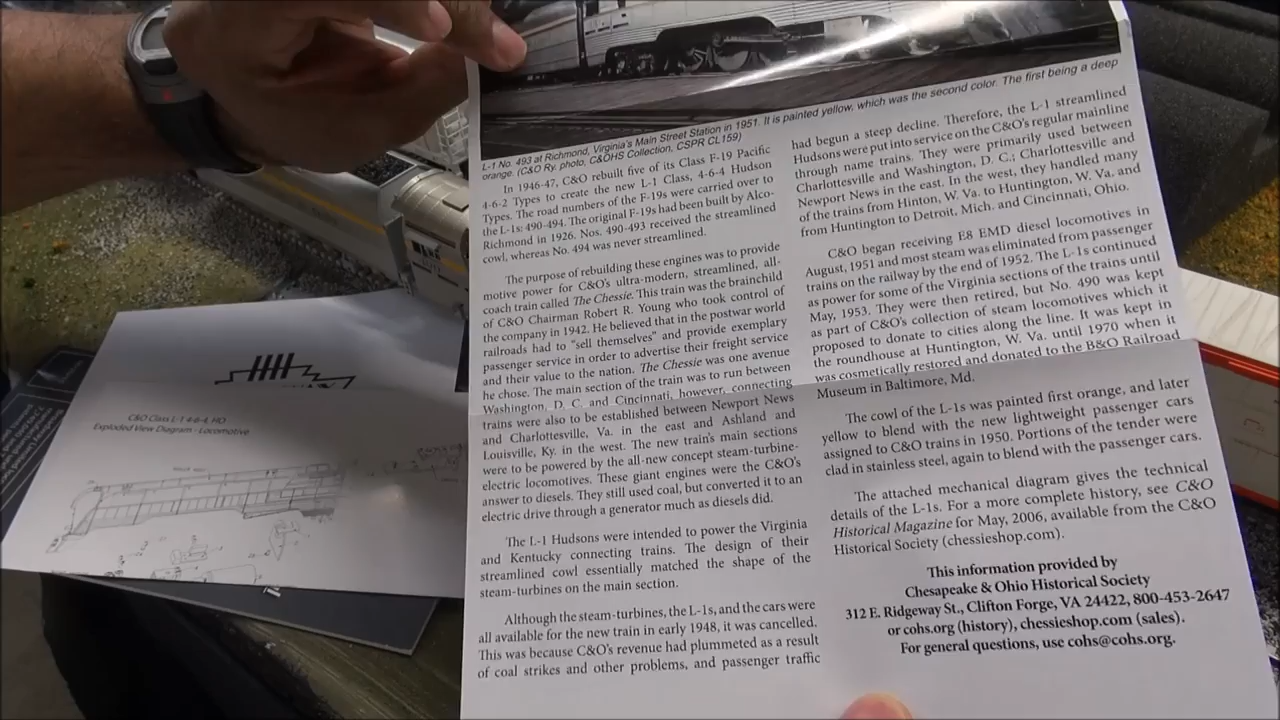 L-1 No. 493 at Richmond, Virginia's Main Street Station in 1951. It is painted yellow, which was the second color. The first being a deep
orange. (C&O Ry. photo, C&OHS Collection, CSPR CL159)
In 1946-47, C&O rebuilt five of its Class F-19 Pacific
4-6-2 Types to create the new L-1 Class, 4-6-4 Hudson
Types. The road numbers of the F-19s were carried over to
the L-1s: 490-494. The original F-19s had been built by Alco-
Richmond in 1926. Nos. 490-493 received the streamlined
cowl, whereas No. 494 was never streamlined.
The purpose of rebuilding these engines was to provide
motive power for C&O's ultra-modern, streamlined, all-
coach train called The Chessie. This train was the brainchild
of C&O Chairman Robert R. Young who took control of
the company in 1942. He believed that in the postwar world
railroads had to "sell themselves" and provide exemplary
passenger service in order to advertise their freight service
and their value to the nation. The Chessie was one avenue
he chose. The main section of the train was to run between
Washington, D. C. and Cincinnati, however, connecting
trains were also to be established between Newport News
and Charlottesville, Va. in the east and Ashland and
Louisville, Ky. in the west. The new train's main sections
were to be powered by the all-new concept steam-turbine-
electric locomotives. These giant engines were the C&O's
answer to diesels. They still used coal, but converted it to an
electric drive through a generator much as diesels did.
The L-1 Hudsons were intended to power the Virginia
and Kentucky connecting trains. The design of their
streamlined cowl essentially matched the shape of the
steam-turbines on the main section.
Although the steam-turbines, the L-1s, and the cars were
all available for the new train in early 1948, it was cancelled.
This was because C&O's revenue had plummeted as a result
of coal strikes and other problems, and passenger traffic
had begun a steep decline. Therefore, the L-1 streamlined
Hudsons were put into service on the C&O's regular mainline
through name trains. They were primarily used between
Charlottesville and Washington, D. C.; Charlottesville and
Newport News in the east. In the west, they handled many
of the trains from Hinton, W. Va. to Huntington, W. Va. and
from Huntington to Detroit, Mich. and Cincinnati, Ohio.
C&O began receiving E8 EMD diesel locomotives in
August, 1951 and most steam was eliminated from passenger
trains on the railway by the end of 1952. The L-1s continued
as power for some of the Virginia sections of the trains until
May, 1953. They were then retired, but No. 490 was kept
as part of C&O's collection of steam locomotives which it
proposed to donate to cities along the line. It was kept in
the roundhouse at Huntington, W. Va. until 1970 when it
was cosmetically restored and donated to the B&O Railroad
Museum in Baltimore, Md.
The cowl of the L-1s was painted first orange, and later
yellow to blend with the new lightweight passenger cars
assigned to C&O trains in 1950. Portions of the tender were
clad in stainless steel, again to blend with the passenger cars.
The attached mechanical diagram gives the technical
details of the L-1s. For a more complete history, see C&O
Historical Magazine for May, 2006, available from the C&O
Historical Society (chessieshop.com).
This information provided by
Chesapeake & Ohio Historical Society
312 E. Ridgeway St., Clifton Forge, VA 24422, 800-453-2647
or cohs.org (history), chessieshop.com (sales).
For general questions, use cohs@cohs.org.
C&O Class L-1 4-6-4, HO
Exploded View Diagram - Locomotive